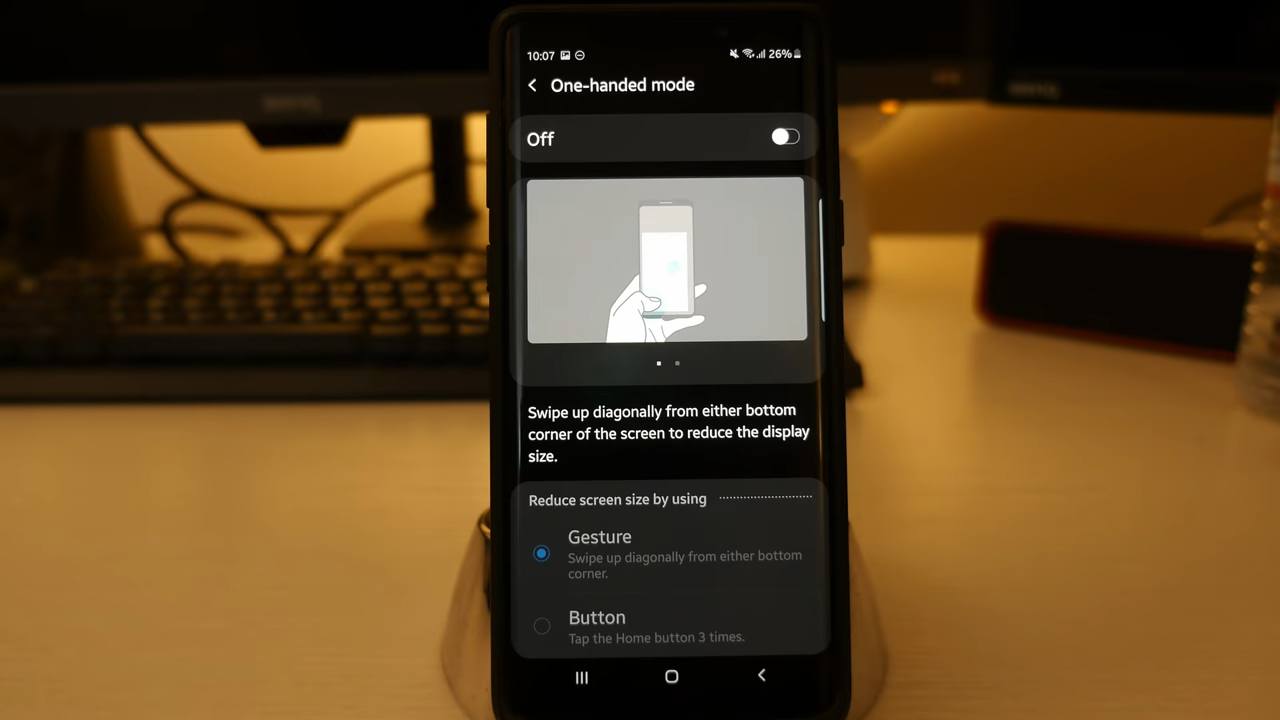 10:07 26%
One-handed mode
Off
Swipe up diagonally from either bottom
corner of the screen to reduce the display
size.
Reduce screen size by using
Gesture
Swipe up diagonally from either bottom
corner.
Button
Tap the Home button 3 times.